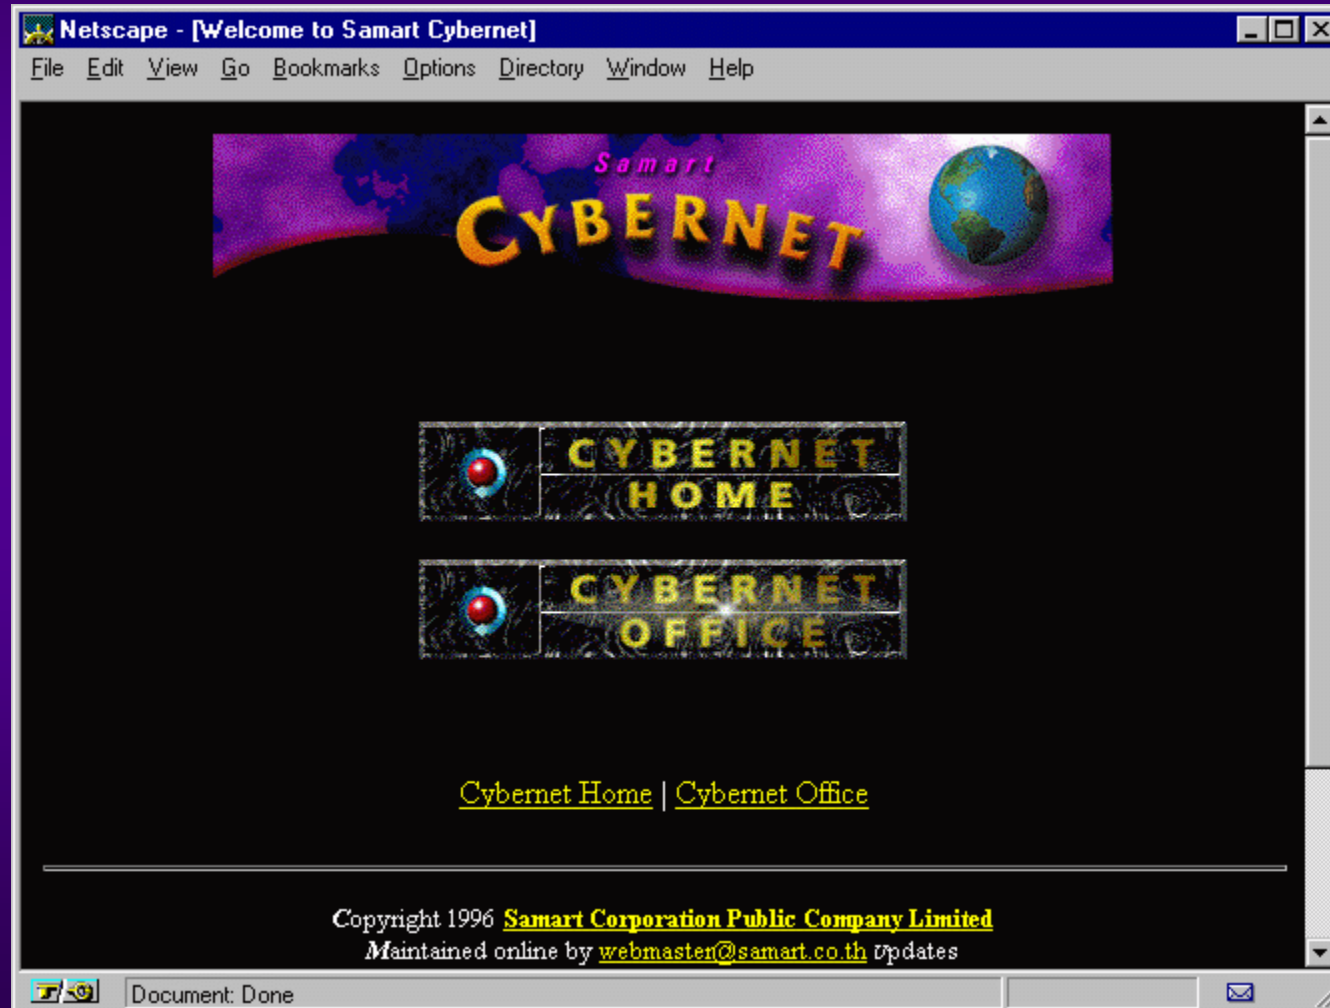 Netscape - [Welcome to Samart Cybernet]
File Edit View Go Bookmarks Options Directory Window Help
Samart
CYBERNET
CYBERNET
HOME
CYBERNET
OFFICE
Cybernet Home | Cybernet Office
Copyright 1996 Samart Corporation Public Company Limited
Maintained online by webmaster@samart.co.th updates
Document: Done